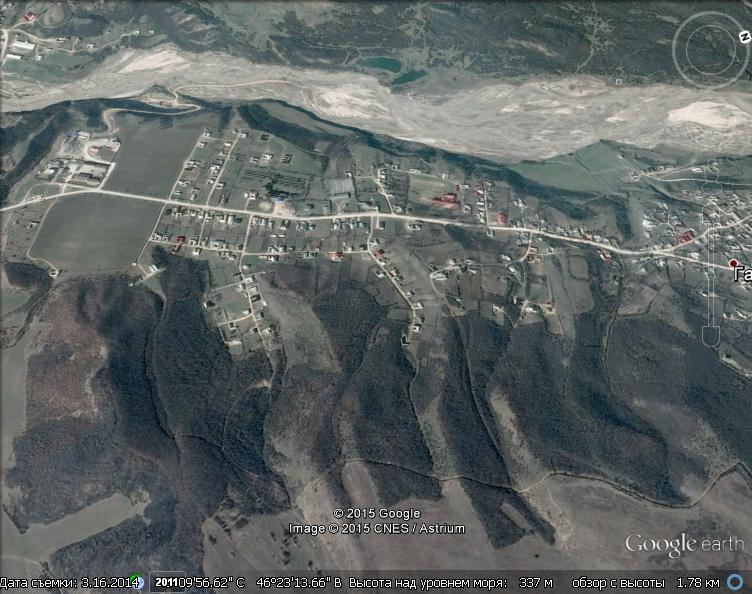 N
Га
© 2015 Google
Image © 2015 CNES / Astrium
Google earth
Дата съемки: 3.16.2014 2011 09'56.62" С 46°23'13.66" В Высота над уровнем моря: 337 м обзор с высоты 1.78 км